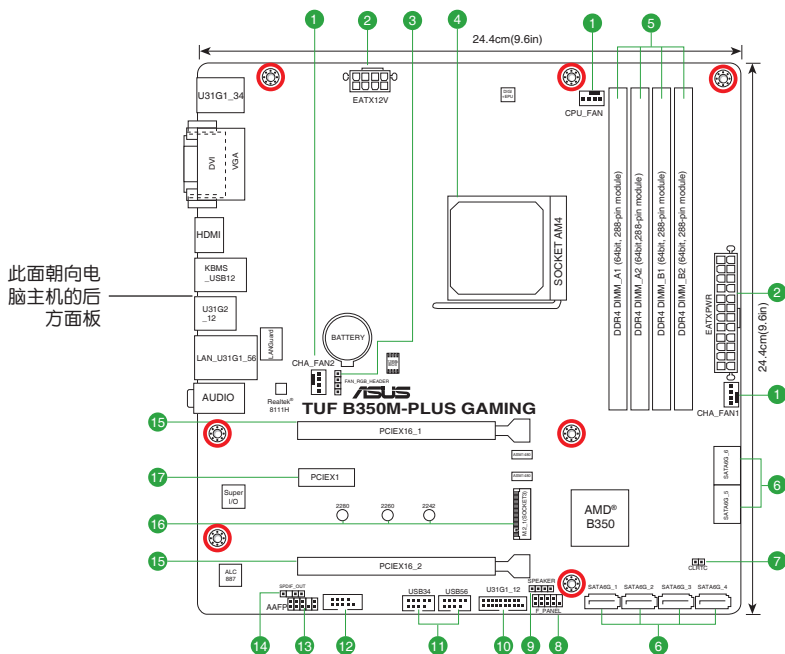 1
2
3
4
1
5
24.4cm(9.6in)
U31G1_34
EATX12V
DIGI
+EPU
CPU_FAN
DVI
VGA
HDMI
KBMS
_USB12
U31G2
_12
LAN_U31G1_56
AUDIO
此面朝向电
脑主机的后
方面板
SOCKET AM4
DDR4 DIMM_A1 (64bit, 288-pin module)
DDR4 DIMM_A2 (64bit,288-pin module)
DDR4 DIMM_B1 (64bit, 288-pin module)
DDR4 DIMM_B2 (64bit, 288-pin module)
EATXPWR
2
24.4cm(9.6in)
LANGuard
BATTERY
CHA_FAN2
FAN_RGB_HEADER
Realtek®
8111H
ASUS
TUF B350M-PLUS GAMING
CHA_FAN1
1
15
PCIEX16_1
17
PCIEX1
SATA6G_6
SATA6G_5
6
Super
I/O
16
2280
2260
2242
M.2_1(SOCKET3)
AMD®
B350
15
PCIEX16_2
ALC
887
CLRTC
7
SPDIF_OUT
AAFP
USB34
USB56
U31G1_12
SPEAKER
F_PANEL
SATA6G_1
SATA6G_2
SATA6G_3
SATA6G_4
14
13
12
11
10
9
8
6